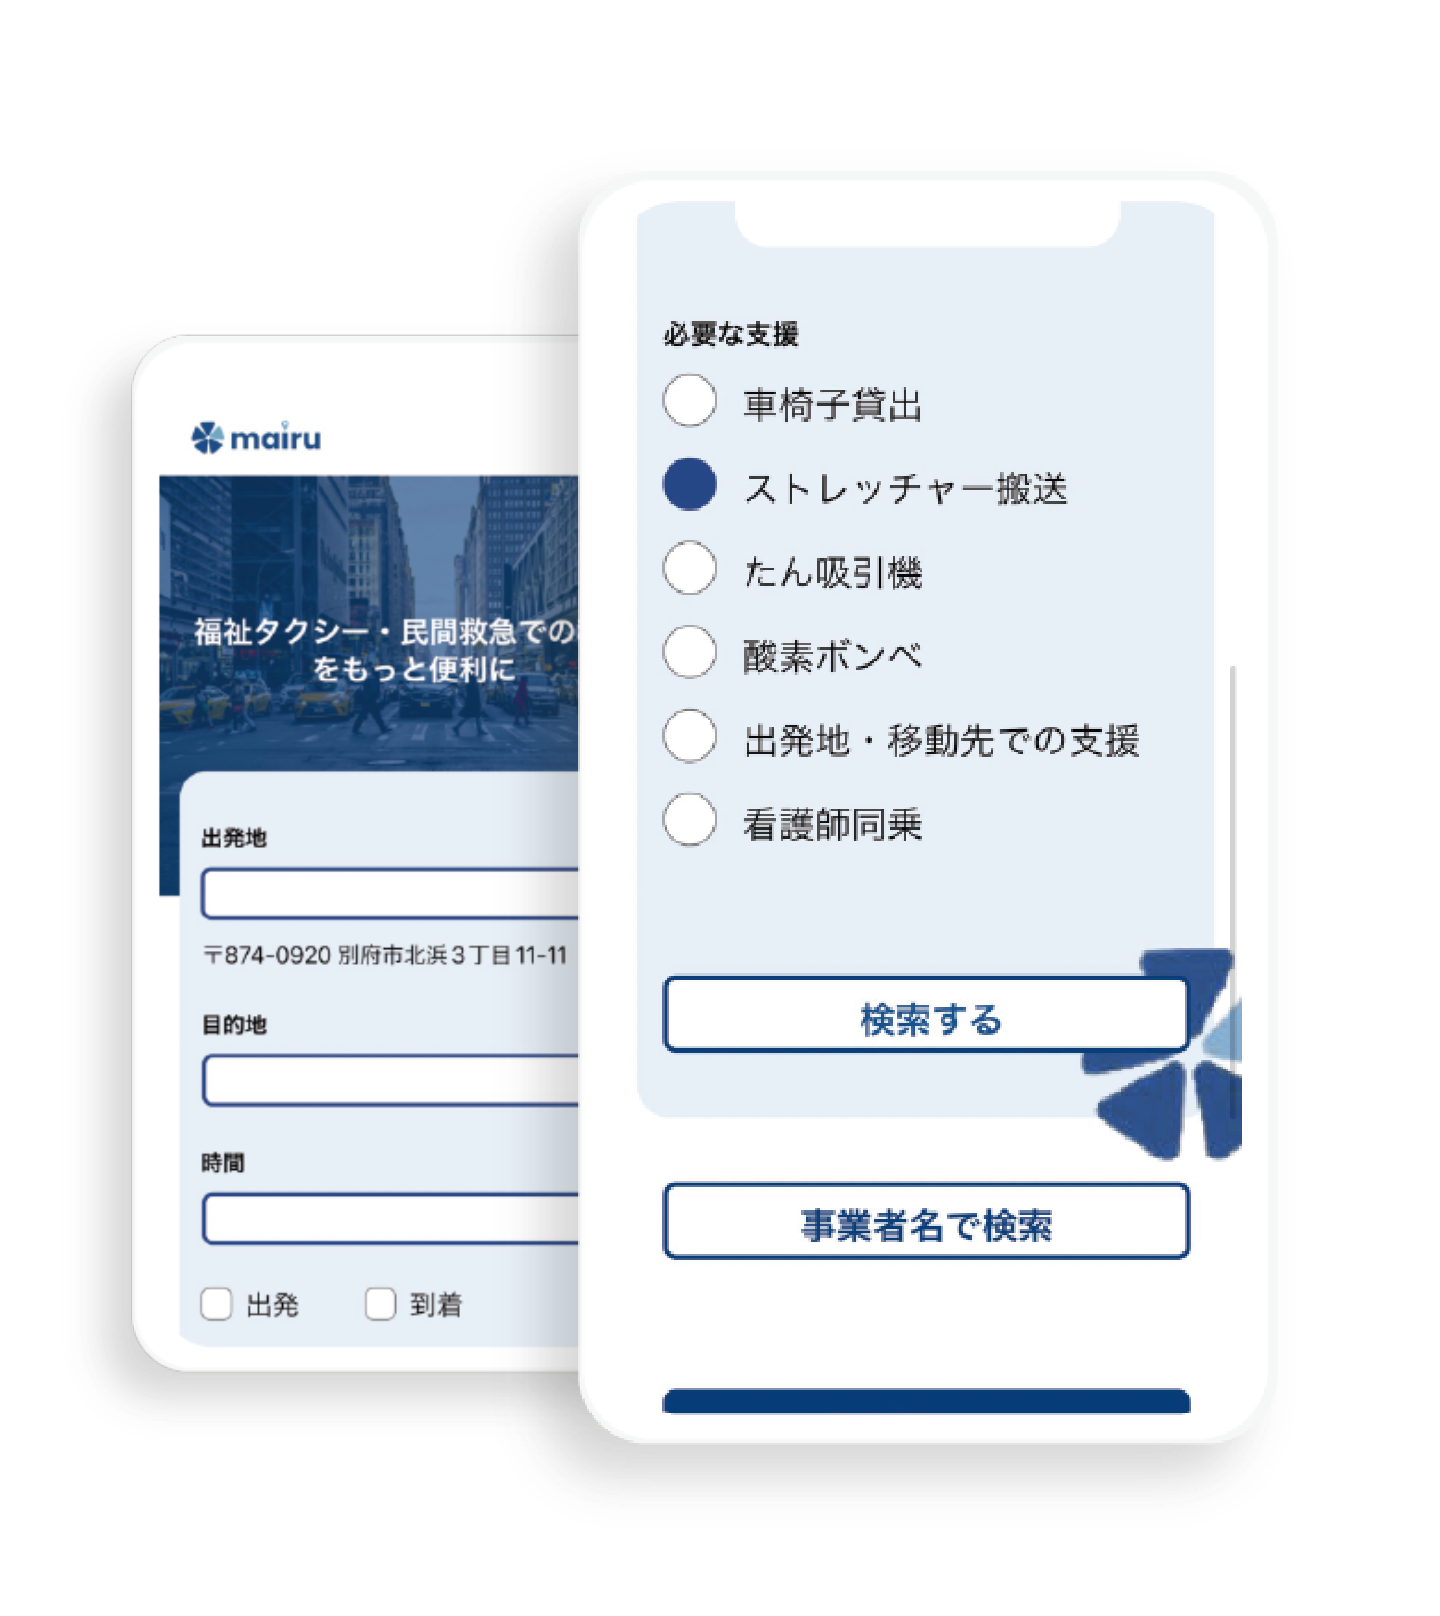 mairu
福祉タクシー・民間救急での
をもっと便利に
出発地
〒874-0920 別府市北浜3丁目11-11
目的地
時間
出発
到着
必要な支援
車椅子貸出
ストレッチャー搬送
たん吸引機
酸素ボンベ
出発地・移動先での支援
看護師同乗
検索する
事業者名で検索